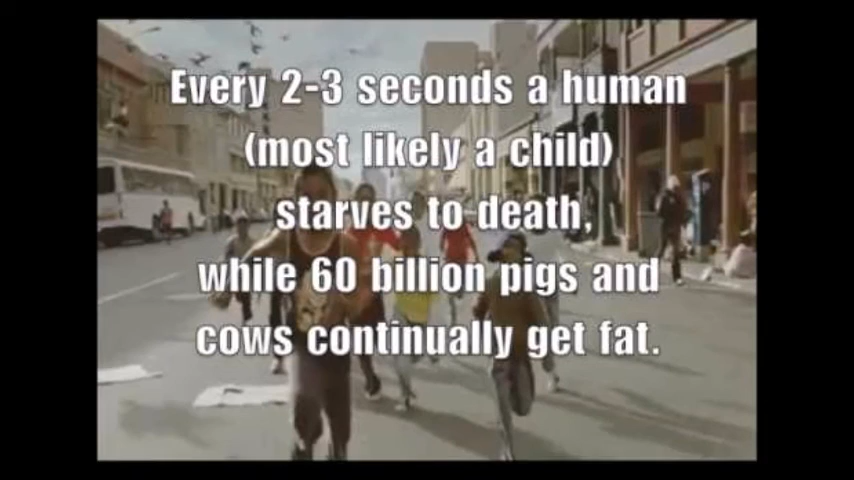 Every 2-3 seconds a human
(most likely a child)
starves to death,
while 60 billion pigs and
cows continually get fat.